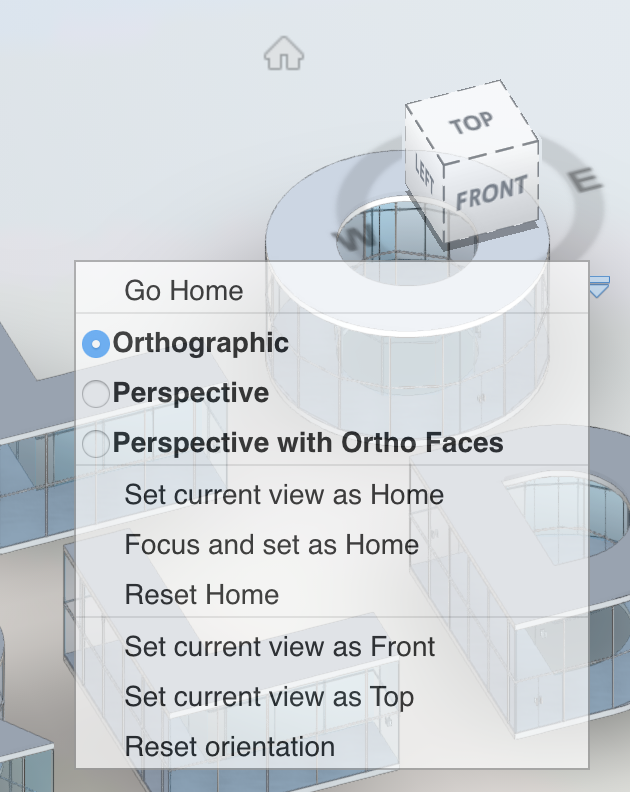 TOP
LEFT
FRONT
E
W
Go Home
Orthographic
Perspective
Perspective with Ortho Faces
Set current view as Home
Focus and set as Home
Reset Home
Set current view as Front
Set current view as Top
Reset orientation